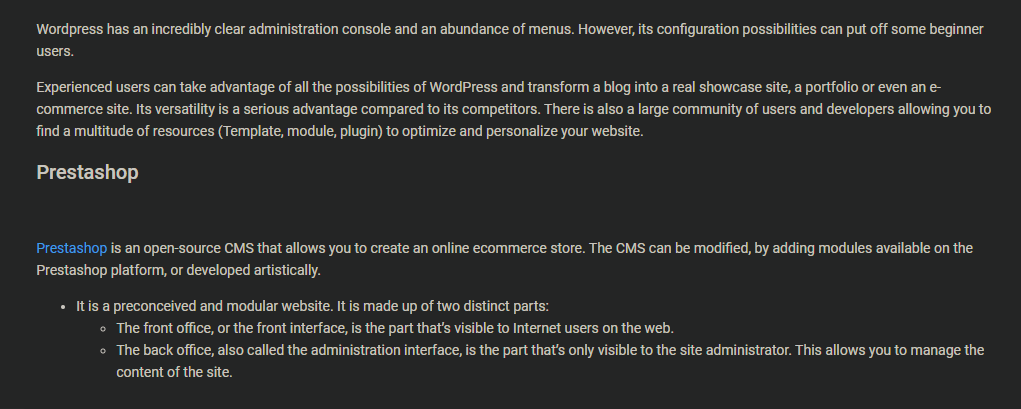 Wordpress has an incredibly clear administration console and an abundance of menus. However, its configuration possibilities can put off some beginner
users.
Experienced users can take advantage of all the possibilities of WordPress and transform a blog into a real showcase site, a portfolio or even an e-
commerce site. Its versatility is a serious advantage compared to its competitors. There is also a large community of users and developers allowing you to
find a multitude of resources (Template, module, plugin) to optimize and personalize your website.
Prestashop
Prestashop is an open-source CMS that allows you to create an online ecommerce store. The CMS can be modified, by adding modules available on the
Prestashop platform, or developed artistically.
• It is a preconceived and modular website. It is made up of two distinct parts:
◦ The front office, or the front interface, is the part that's visible to Internet users on the web.
◦ The back office, also called the administration interface, is the part that's only visible to the site administrator. This allows you to manage the
content of the site.